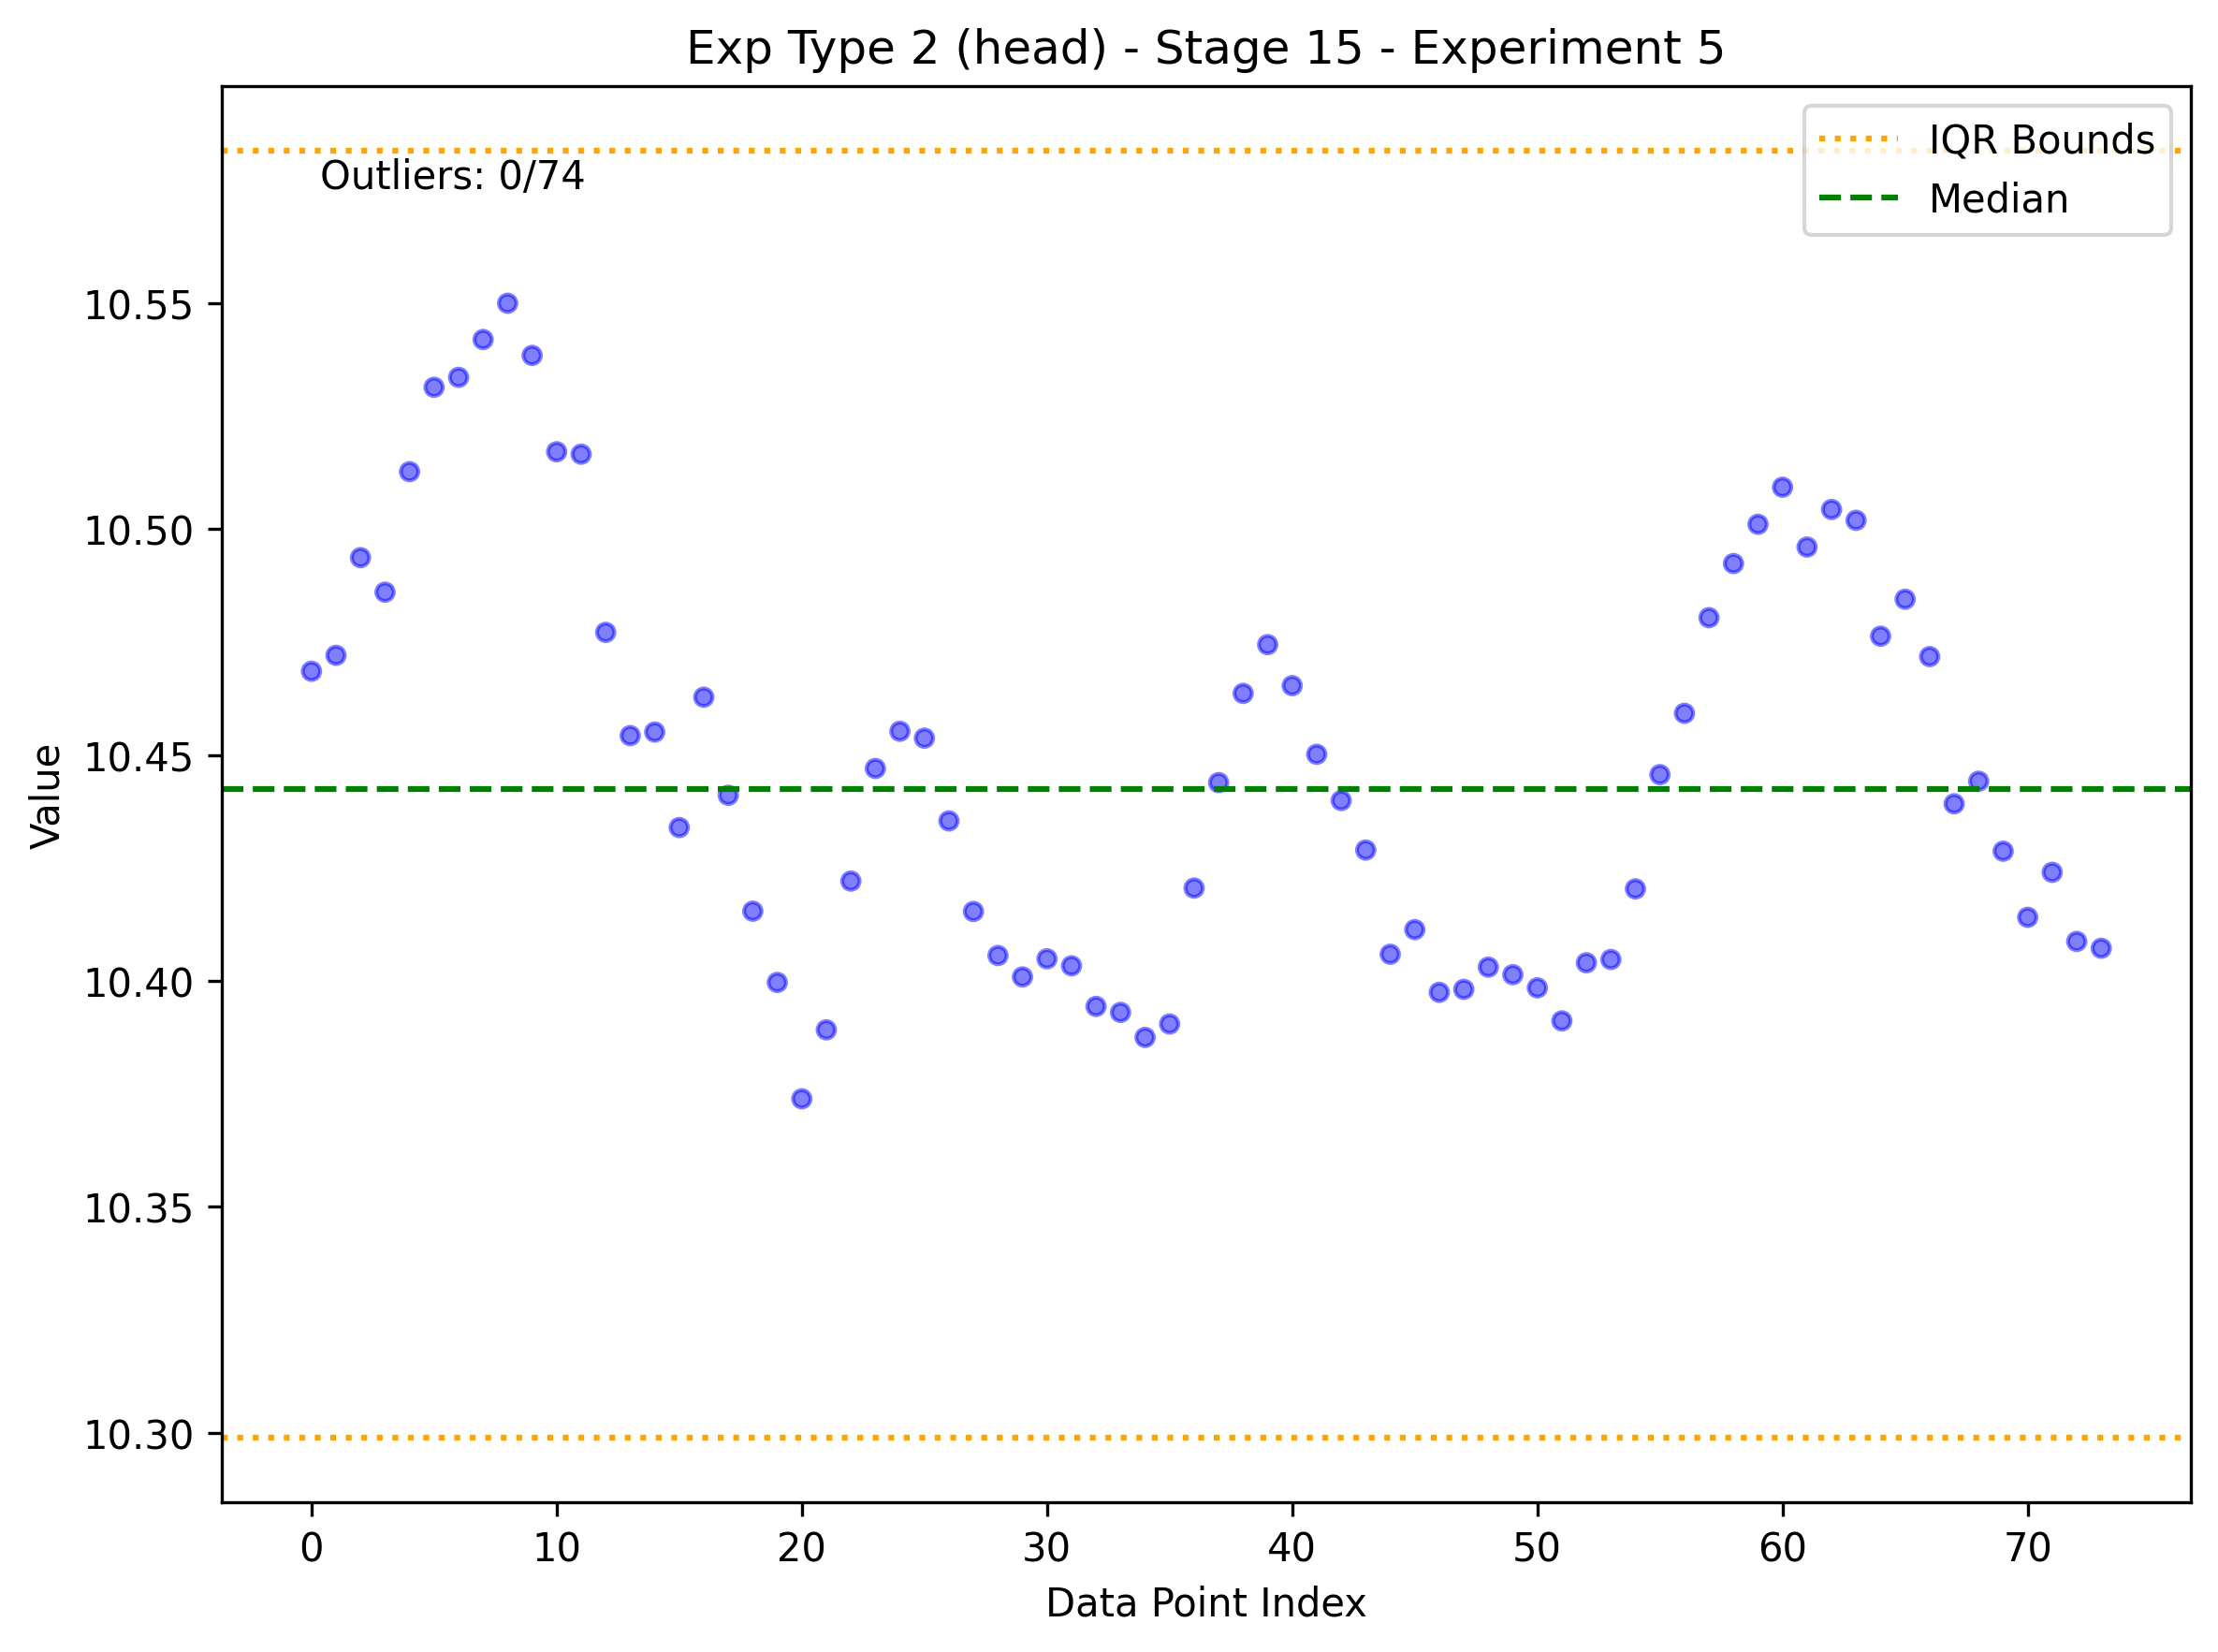 Exp Type 2 (head) - Stage 15 - Experiment 5
IQR Bounds
Median
Outliers: 0/74
10.55
10.50
10.45
10.40
10.35
10.30
Value
0 10 20 30 40 50 60 70
Data Point Index